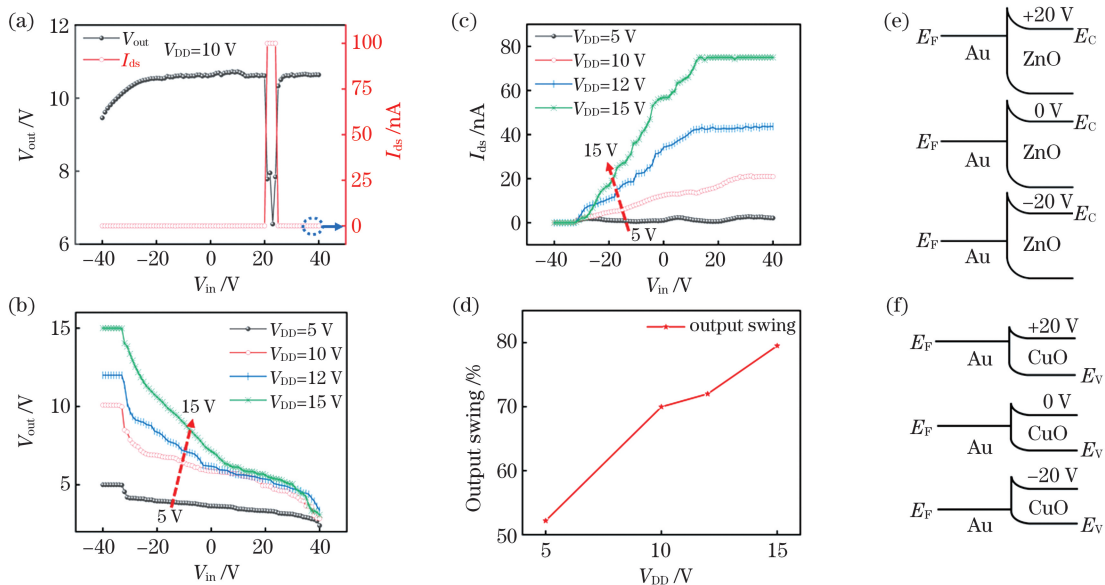 (a)
12
10
8
6
V_out /V
V_out
I_ds
V_DD=10 V
100
75
50
25
0
I_ds /nA
−40
−20
0
20
40
V_in /V
(b)
15
10
5
V_out /V
V_DD=5 V
V_DD=10 V
V_DD=12 V
V_DD=15 V
15 V
5 V
−40
−20
0
20
40
V_in /V
(c)
80
60
40
20
0
I_ds /nA
V_DD=5 V
V_DD=10 V
V_DD=12 V
V_DD=15 V
15 V
5 V
−40
−20
0
20
40
V_in /V
(d)
80
70
60
50
Output swing /%
output swing
5
10
15
V_DD /V
(e)
+20 V
E_F
Au
E_C
ZnO
0 V
E_C
E_F
Au
ZnO
−20 V
E_C
E_F
Au
ZnO
(f)
+20 V
E_F
Au
CuO
E_V
0 V
E_F
Au
CuO
E_V
−20 V
E_F
Au
CuO
E_V